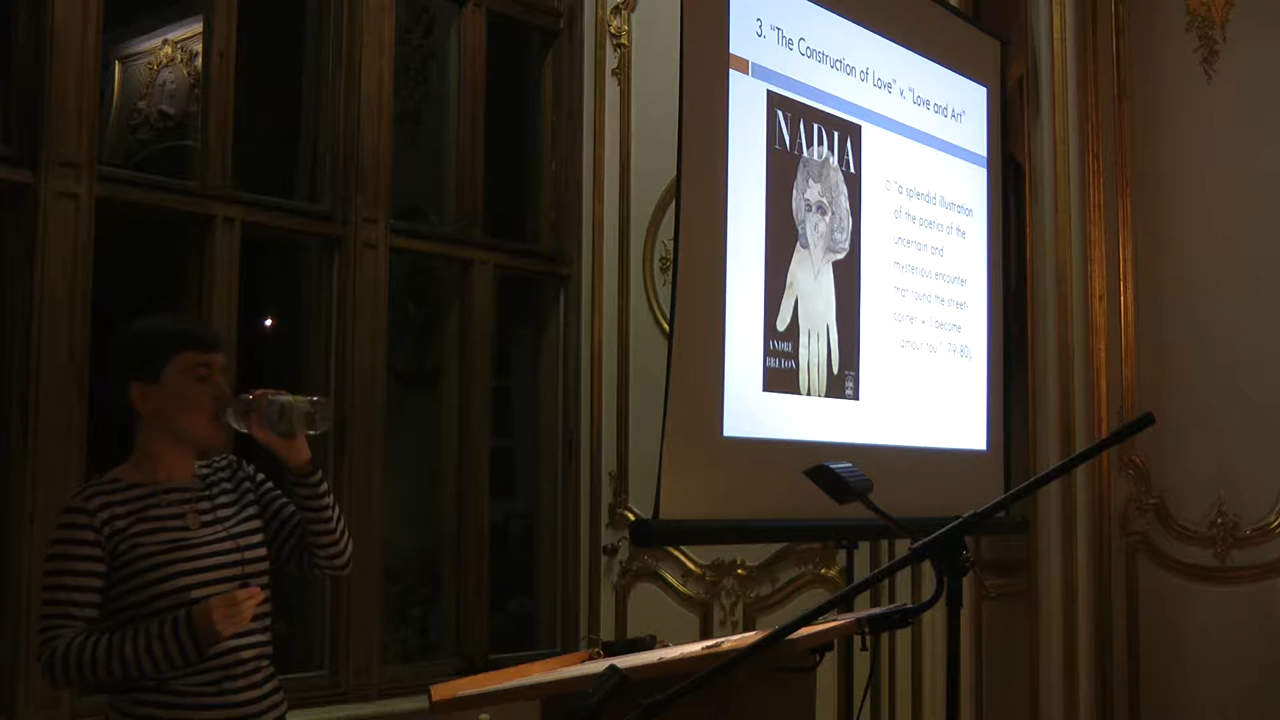 3. "The Construction of Love" v. "Love and Art"
NADJA
ANDRE
BRETON
"a splendid illustration
of the poetics of the
uncertain and
mysterious encounter
that round the street-
corner will become
amour fou" (79-80).